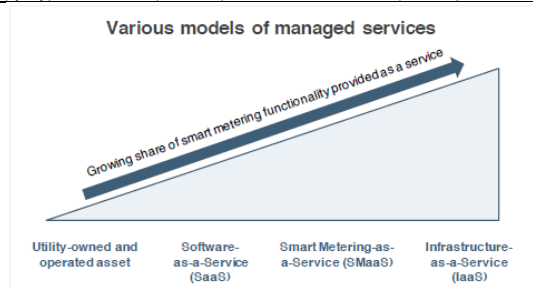 Various models of managed services
Growing share of smart metering functionality provided as a service
Utility-owned and
operated asset
Software-
as-a-Service
(SaaS)
Smart Metering-as-
a-Service (SMaaS)
Infrastructure-
as-a-Service
(IaaS)